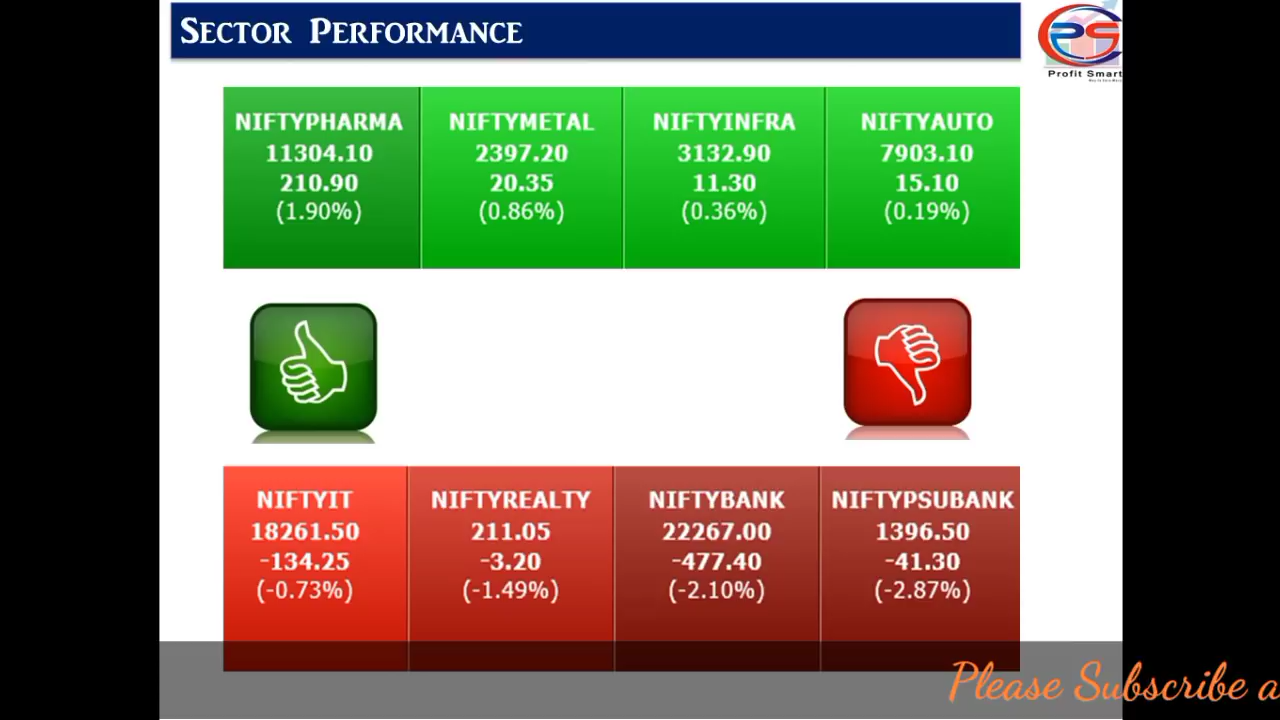 SECTOR PERFORMANCE
Profit Smart
NIFTYPHARMA
11304.10
210.90
(1.90%)
NIFTYMETAL
2397.20
20.35
(0.86%)
NIFTYINFRA
3132.90
11.30
(0.36%)
NIFTYAUTO
7903.10
15.10
(0.19%)
NIFTYIT
18261.50
-134.25
(-0.73%)
NIFTYREALTY
211.05
-3.20
(-1.49%)
NIFTYBANK
22267.00
-477.40
(-2.10%)
NIFTYPSUBANK
1396.50
-41.30
(-2.87%)
Please Subscribe a